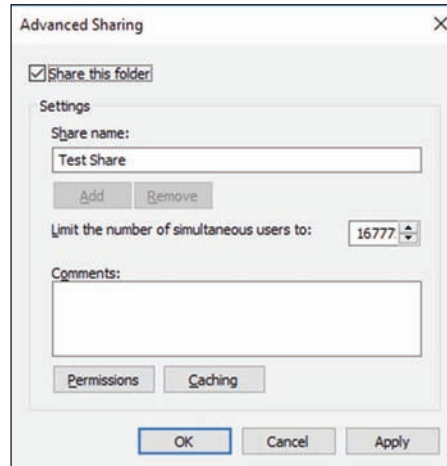 Advanced Sharing
Share this folder
Settings
Share name:
Test Share
Add Remove
Limit the number of simultaneous users to: 16777
Comments:
Permissions Caching
OK Cancel Apply